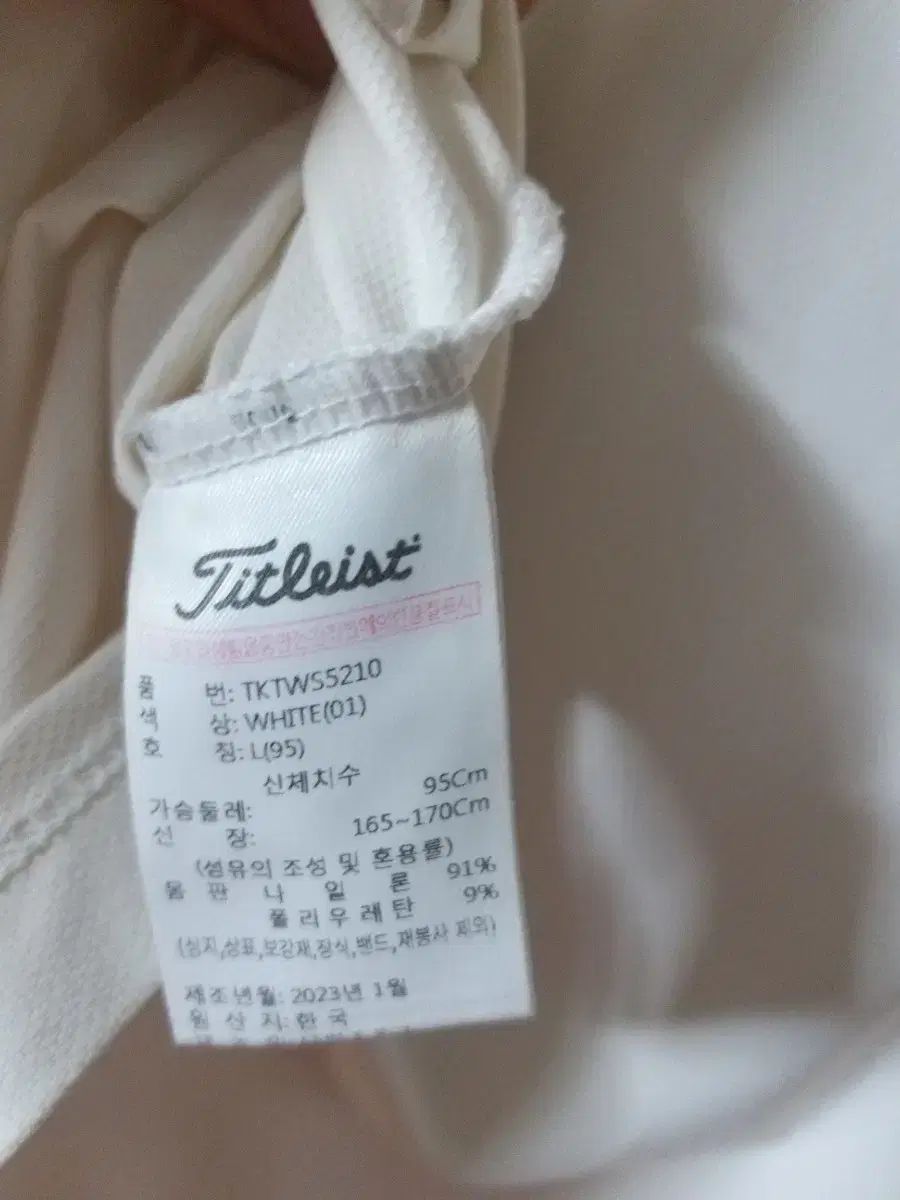 Titleist
품 번: TKTWS5210
색 상: WHITE(01)
호 칭: L(95)
신체치수
가슴둘레: 95Cm
신 장: 165~170Cm
(섬유의 조성 및 혼용률)
몸 판 나 일 론 91%
폴 리 우 레 탄 9%
(심지,상표,보강재,장식,밴드,재봉사 제외)
제조년월: 2023년 1월
원 산 지: 한 국